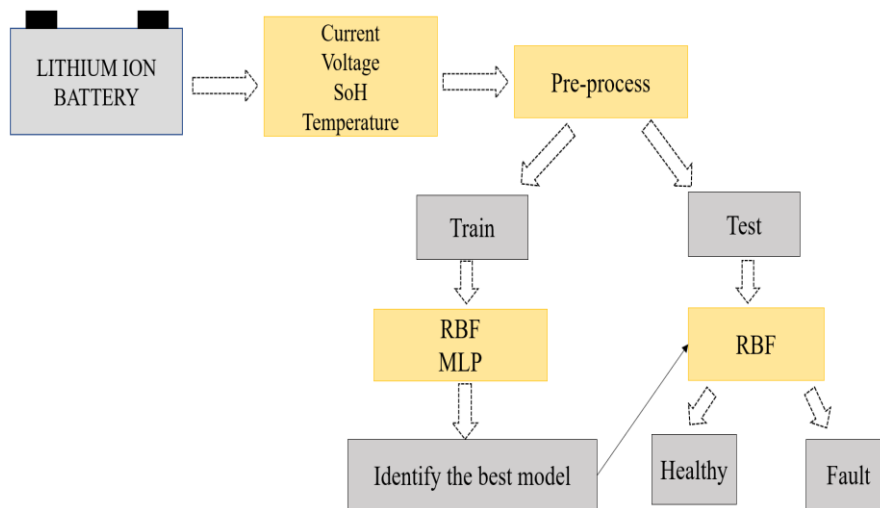 LITHIUM ION
BATTERY
Current
Voltage
SoH
Temperature
Pre-process
Train
Test
RBF
MLP
RBF
Identify the best model
Healthy
Fault